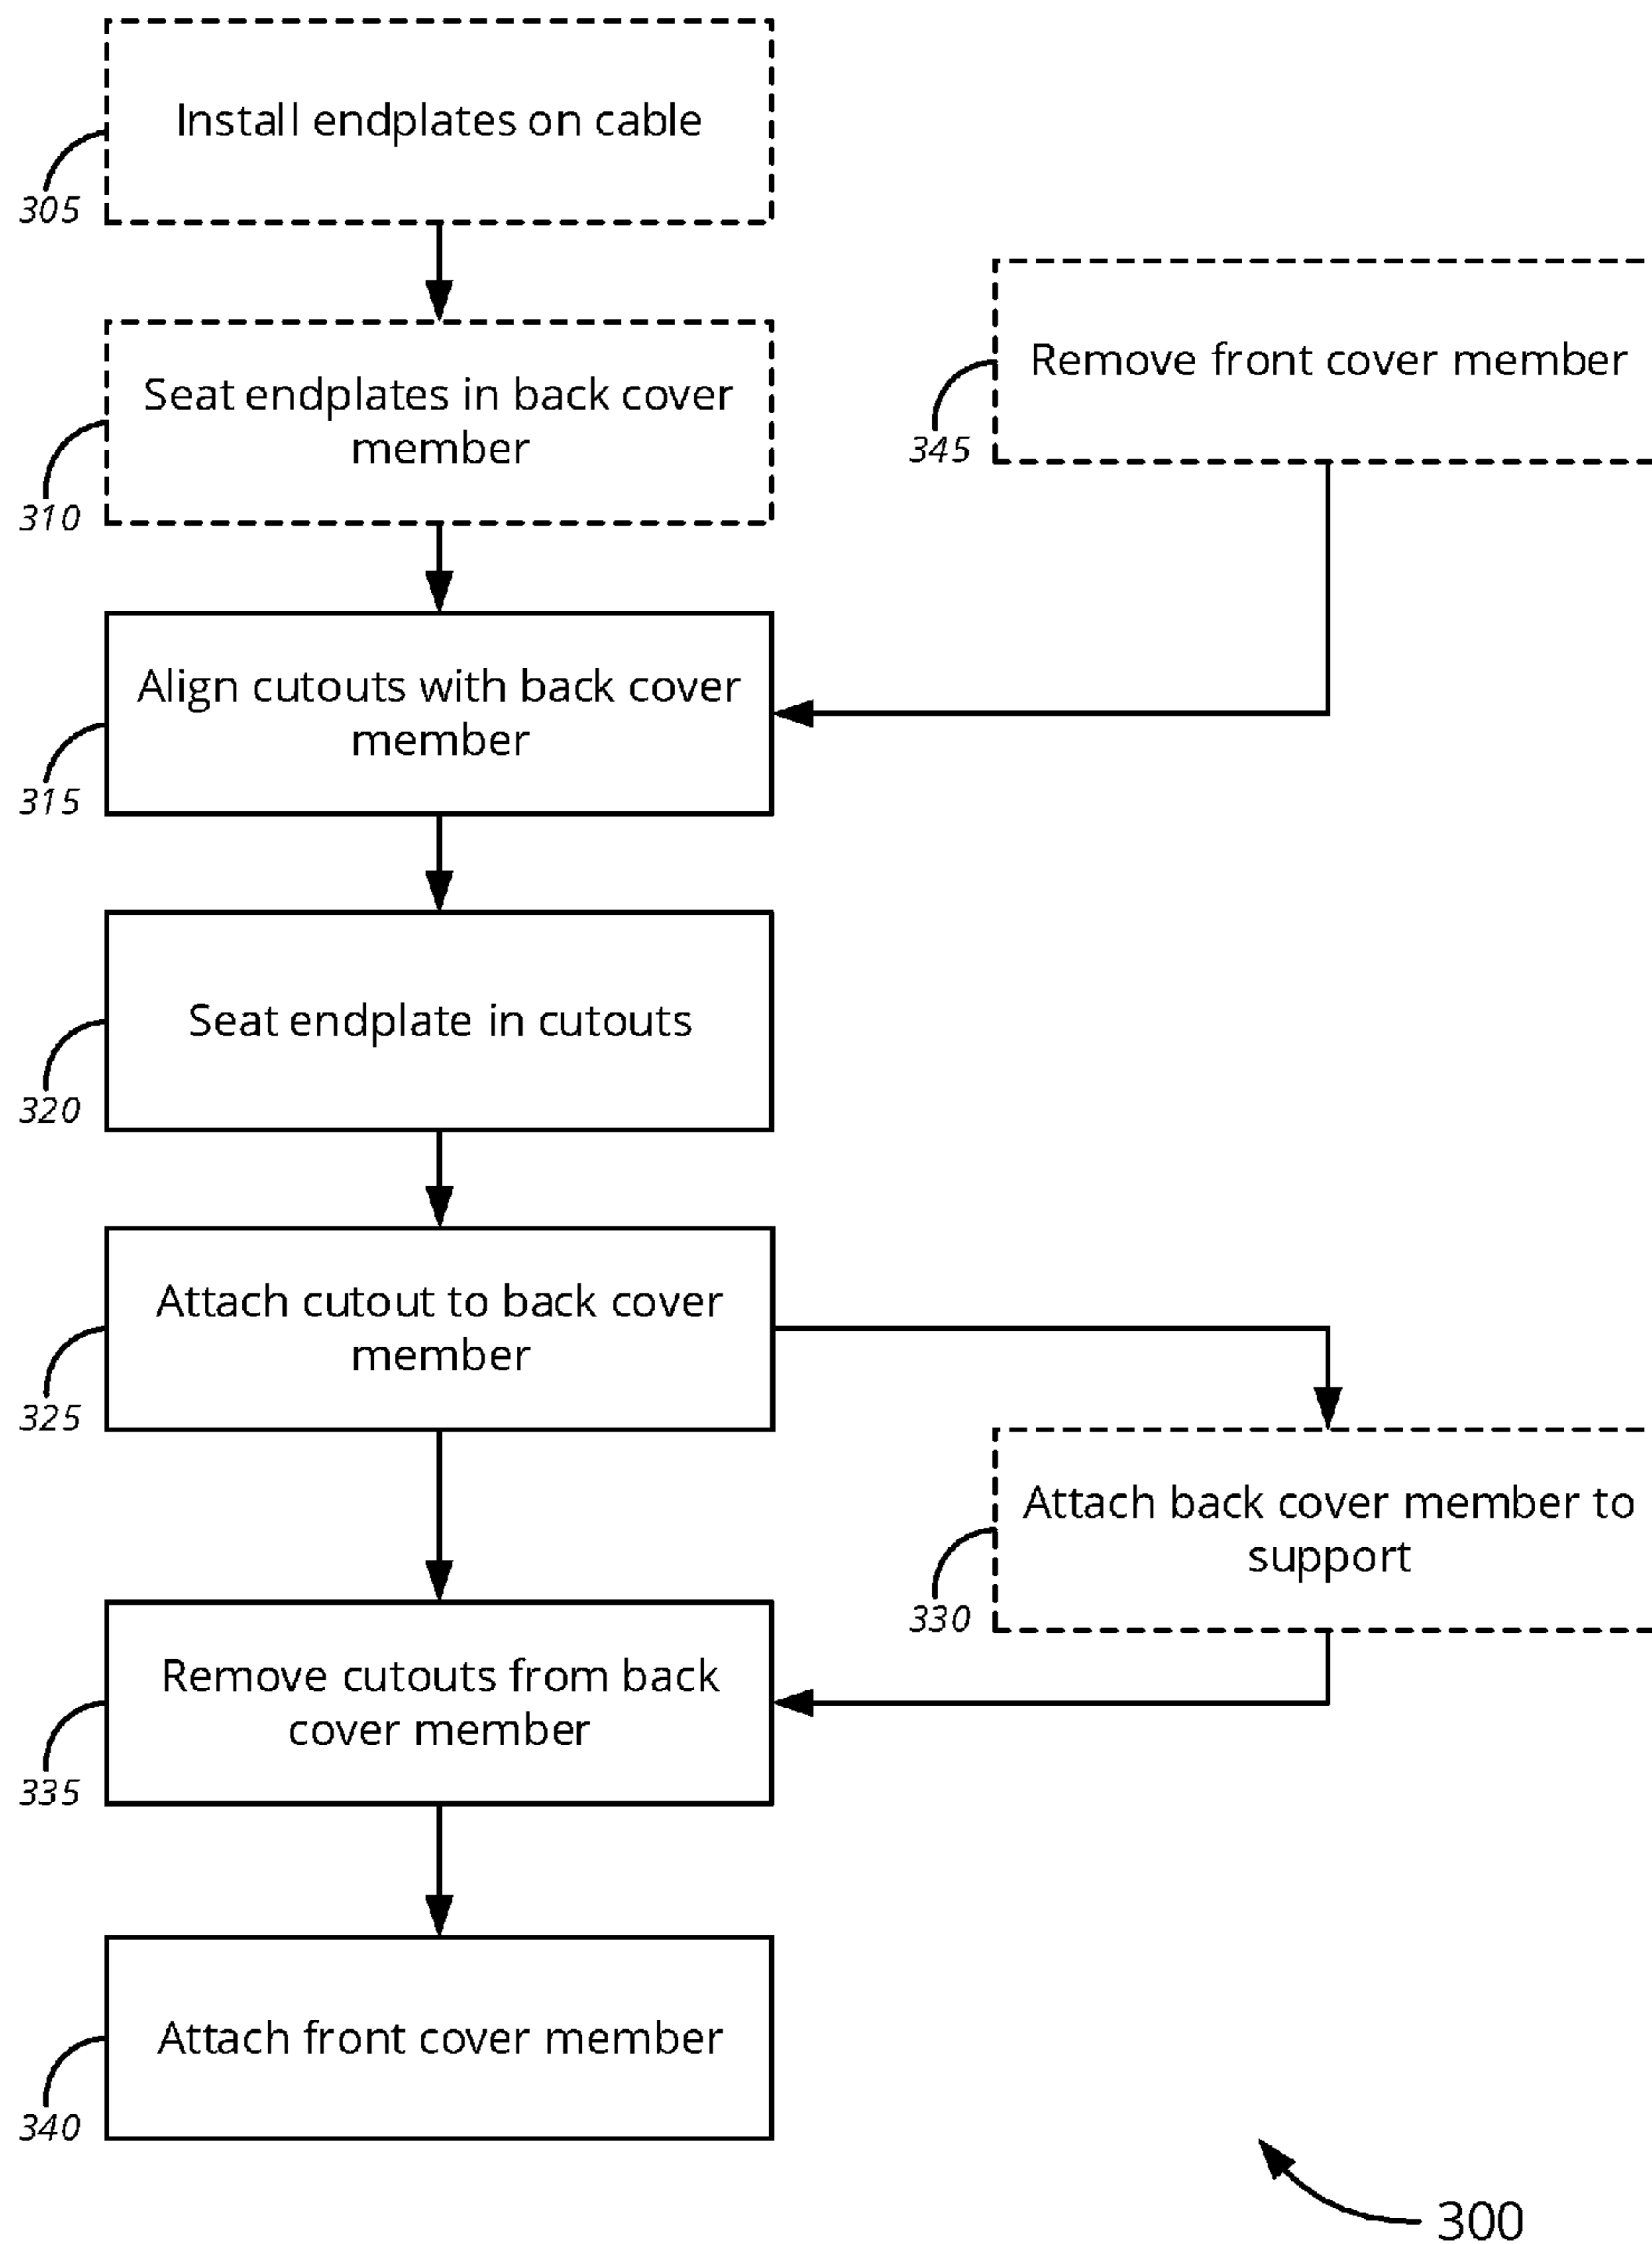 Install endplates on cable
305
Seat endplates in back cover
member
310
Remove front cover member
345
Align cutouts with back cover
member
315
Seat endplate in cutouts
320
Attach cutout to back cover
member
325
Attach back cover member to
support
330
Remove cutouts from back
cover member
335
Attach front cover member
340
300